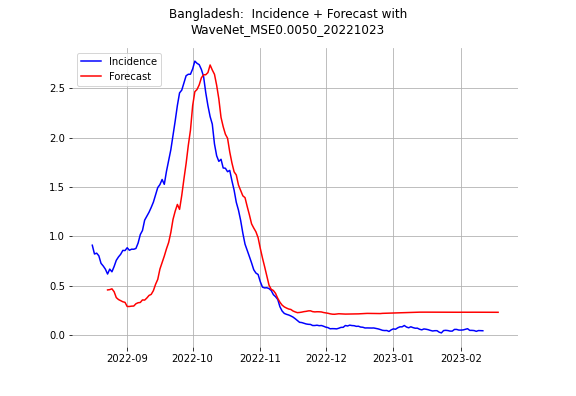 Bangladesh:  Incidence + Forecast with
WaveNet_MSE0.0050_20221023
Incidence
Forecast
2.5
2.0
1.5
1.0
0.5
0.0
2022-09 2022-10 2022-11 2022-12 2023-01 2023-02